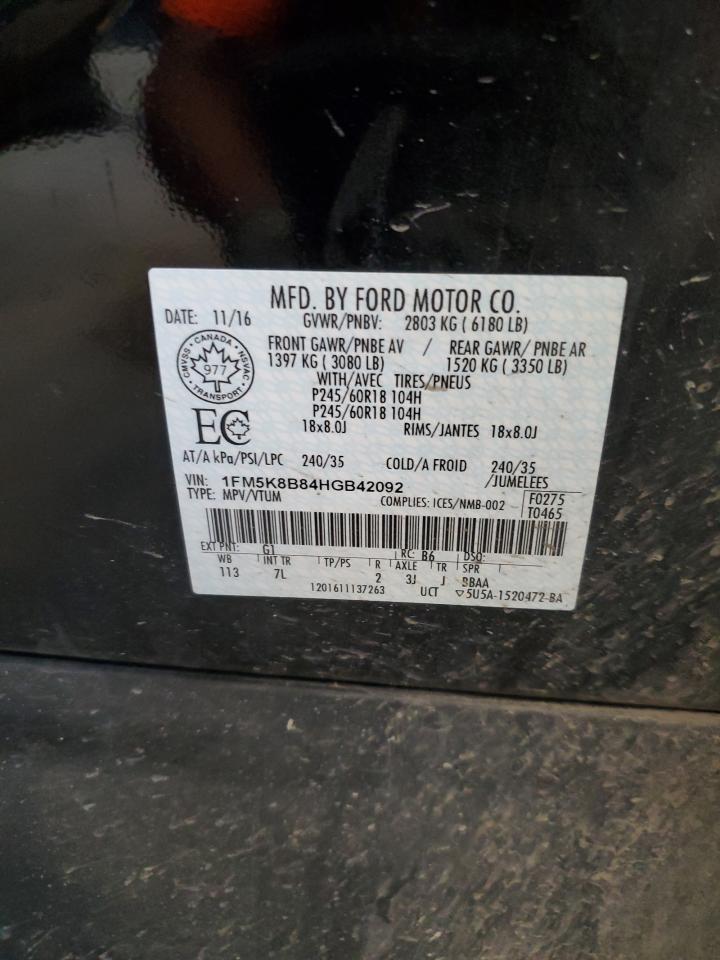 MFD. BY FORD MOTOR CO.
DATE: 11/16 GVWR/PNBV: 2803 KG ( 6180 LB)
FRONT GAWR/PNBE AV / REAR GAWR/ PNBE AR
1397 KG ( 3080 LB) 1520 KG ( 3350 LB)
WITH/AVEC TIRES/PNEUS
P245/60R18 104H
P245/60R18 104H
18x8.0J RIMS/JANTES 18x8.0J
CANADA
CMVSS NSVAC
977
TRANSPORT
EC
AT/A kPa/PSI/LPC 240/35 COLD/A FROID 240/35
/JUMELEES
VIN: 1FM5K8B84HGB42092
TYPE: MPV/VTUM COMPLIES: ICES/NMB-002 F0275
T0465
EXT PNT: G1 RC: B6 DSO:
WB INT TR TP/PS R AXLE TR SPR
113 7L 2 3J J BBAA
1201611137263 UCT ▽5U5A-1520472-BA